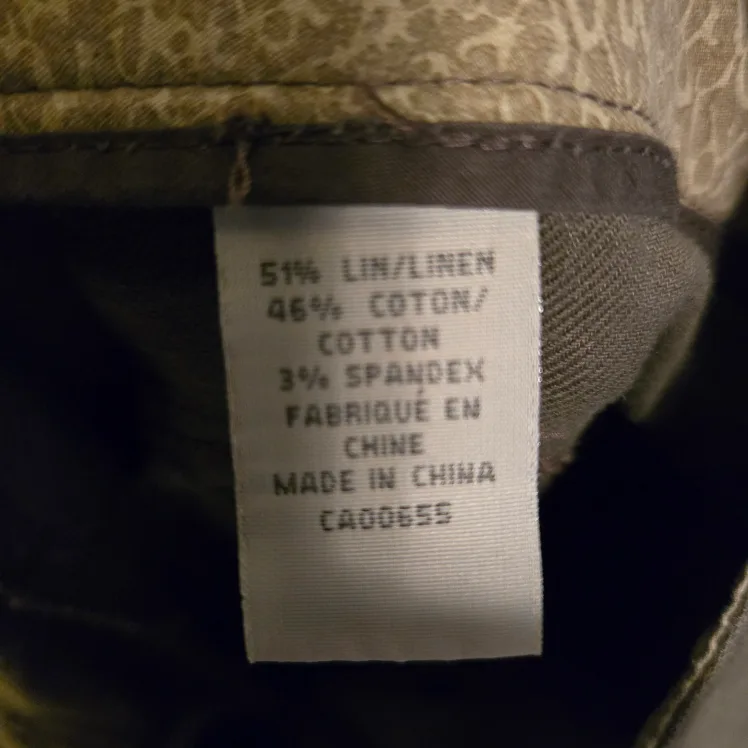 51% LIN/LINEN
46% COTON/
COTTON
3% SPANDEX
FABRIQUÉ EN
CHINE
MADE IN CHINA
CA00655